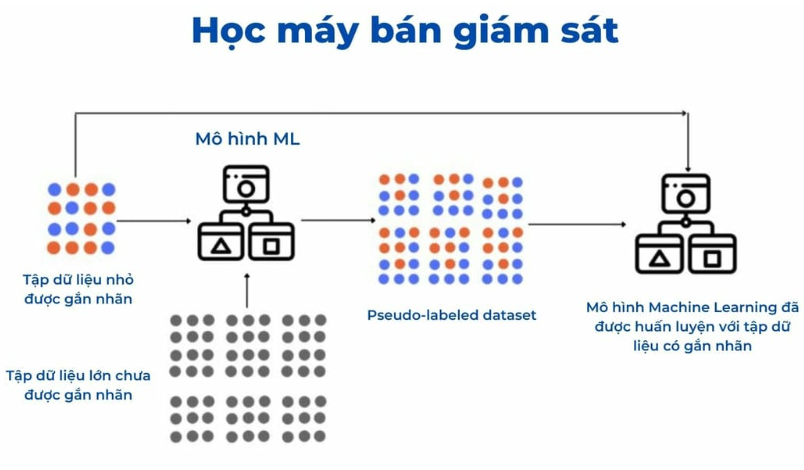 Học máy bán giám sát
Mô hình ML
Tập dữ liệu nhỏ
được gắn nhãn
Pseudo-labeled dataset
Mô hình Machine Learning đã
được huấn luyện với tập dữ
liệu có gắn nhãn
Tập dữ liệu lớn chưa
được gắn nhãn